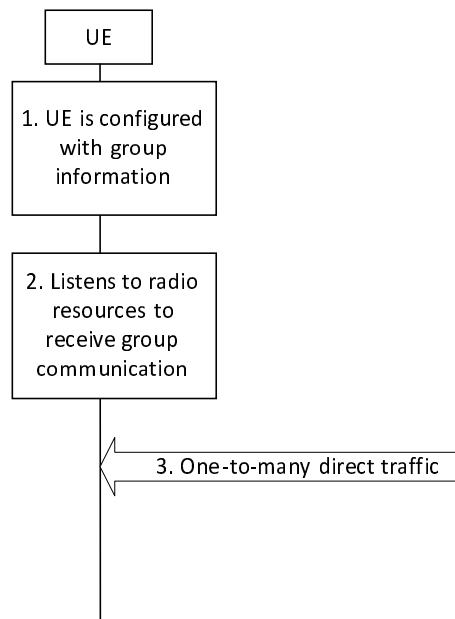 UE
1. UE is configured
with group
information
2. Listens to radio
resources to
receive group
communication
3. One-to-many direct traffic